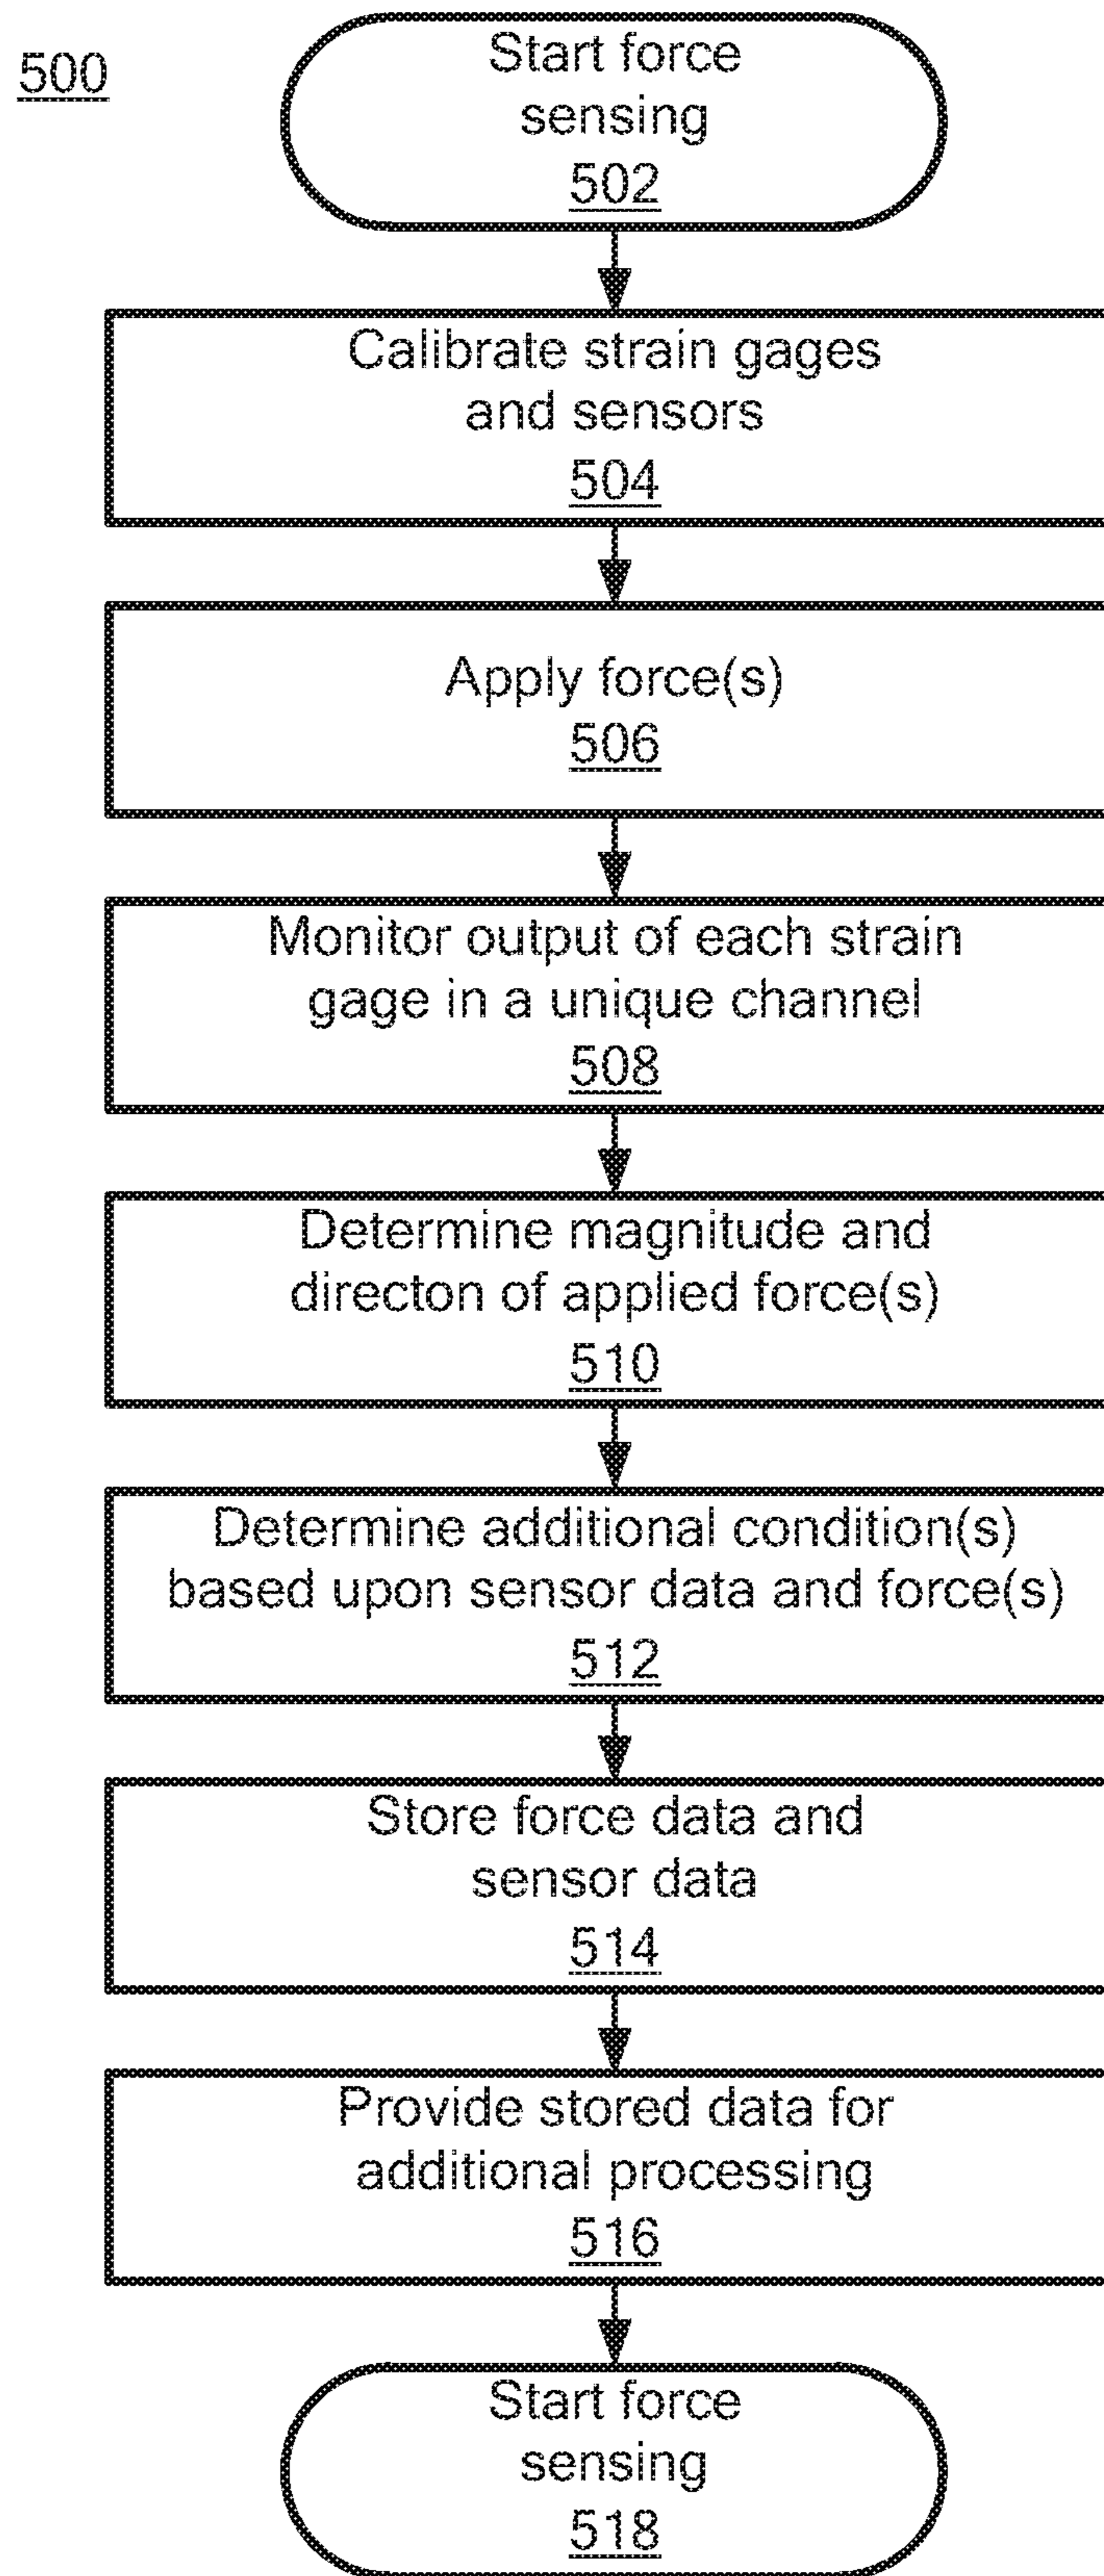 500
Start force
sensing
502
Calibrate strain gages
and sensors
504
Apply force(s)
506
Monitor output of each strain
gage in a unique channel
508
Determine magnitude and
directon of applied force(s)
510
Determine additional condition(s)
based upon sensor data and force(s)
512
Store force data and
sensor data
514
Provide stored data for
additional processing
516
Start force
sensing
518